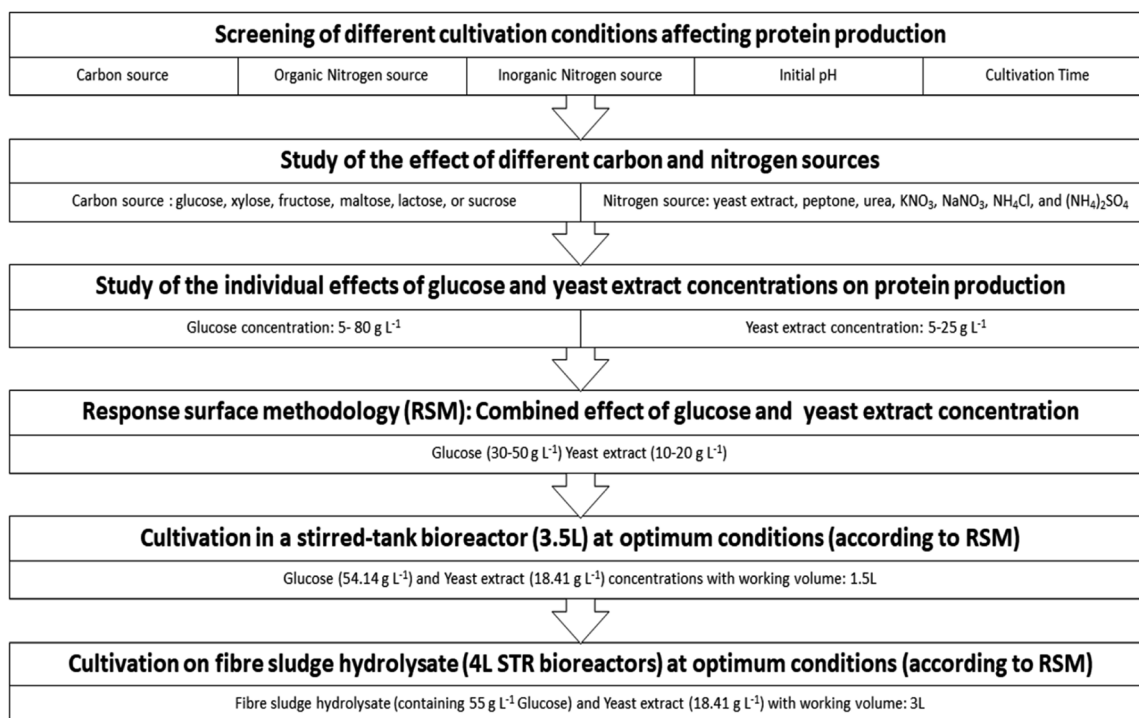 Screening of different cultivation conditions affecting protein production
Carbon source
Organic Nitrogen source
Inorganic Nitrogen source
Initial pH
Cultivation Time
Study of the effect of different carbon and nitrogen sources
Carbon source : glucose, xylose, fructose, maltose, lactose, or sucrose
Nitrogen source: yeast extract, peptone, urea, KNO₃, NaNO₃, NH₄Cl, and (NH₄)₂SO₄
Study of the individual effects of glucose and yeast extract concentrations on protein production
Glucose concentration: 5- 80 g L⁻¹
Yeast extract concentration: 5-25 g L⁻¹
Response surface methodology (RSM): Combined effect of glucose and yeast extract concentration
Glucose (30-50 g L⁻¹) Yeast extract (10-20 g L⁻¹)
Cultivation in a stirred-tank bioreactor (3.5L) at optimum conditions (according to RSM)
Glucose (54.14 g L⁻¹) and Yeast extract (18.41 g L⁻¹) concentrations with working volume: 1.5L
Cultivation on fibre sludge hydrolysate (4L STR bioreactors) at optimum conditions (according to RSM)
Fibre sludge hydrolysate (containing 55 g L⁻¹ Glucose) and Yeast extract (18.41 g L⁻¹) with working volume: 3L